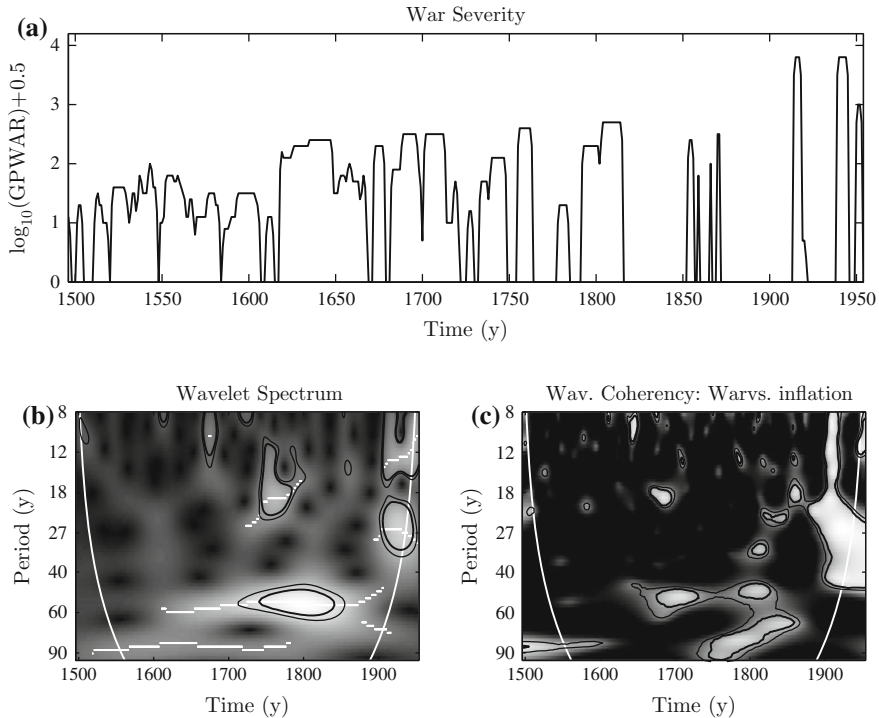 War Severity
(a)
log10(GPWAR)+0.5
4
3
2
1
0
1500 1550 1600 1650 1700 1750 1800 1850 1900 1950
Time (y)
Wavelet Spectrum
(b)
Period (y)
8
12
18
27
40
60
90
1500 1600 1700 1800 1900
Time (y)
Wav. Coherency: Warvs. inflation
(c)
Period (y)
8
12
18
27
40
60
90
1500 1600 1700 1800 1900
Time (y)